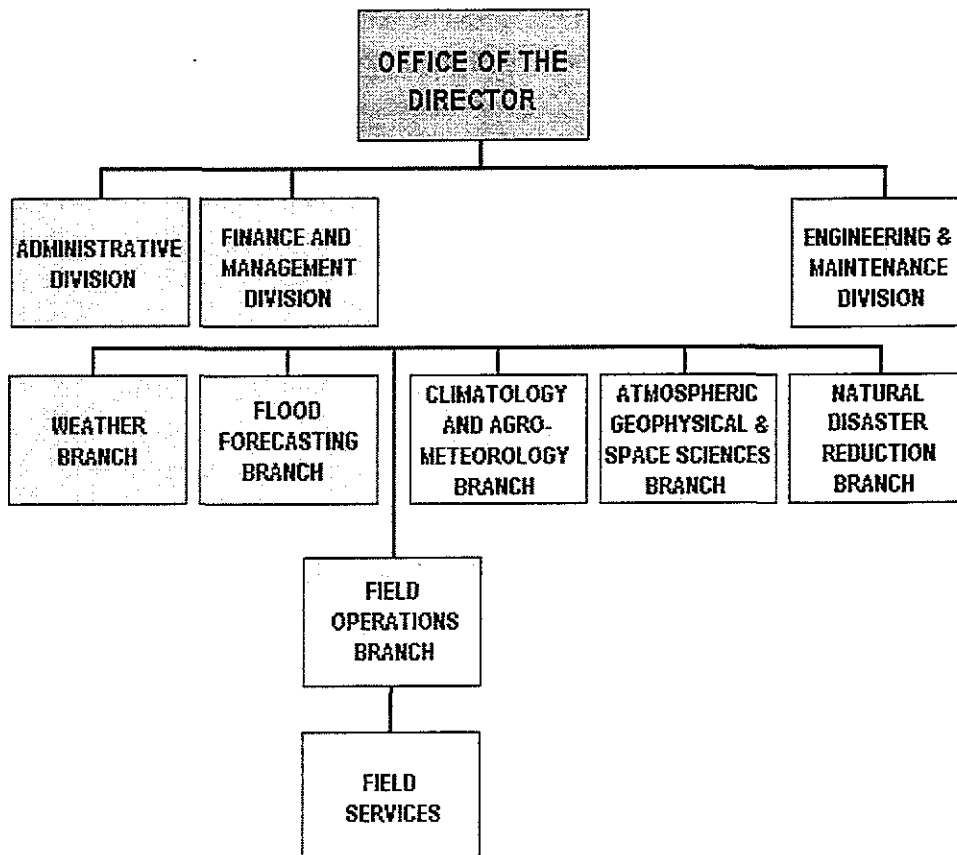 OFFICE OF THE
DIRECTOR
ADMINISTRATIVE
DIVISION
FINANCE AND
MANAGEMENT
DIVISION
ENGINEERING &
MAINTENANCE
DIVISION
WEATHER
BRANCH
FLOOD
FORECASTING
BRANCH
CLIMATOLOGY
AND AGRO-
METEOROLOGY
BRANCH
ATMOSPHERIC
GEOPHYSICAL &
SPACE SCIENCES
BRANCH
NATURAL
DISASTER
REDUCTION
BRANCH
FIELD
OPERATIONS
BRANCH
FIELD
SERVICES